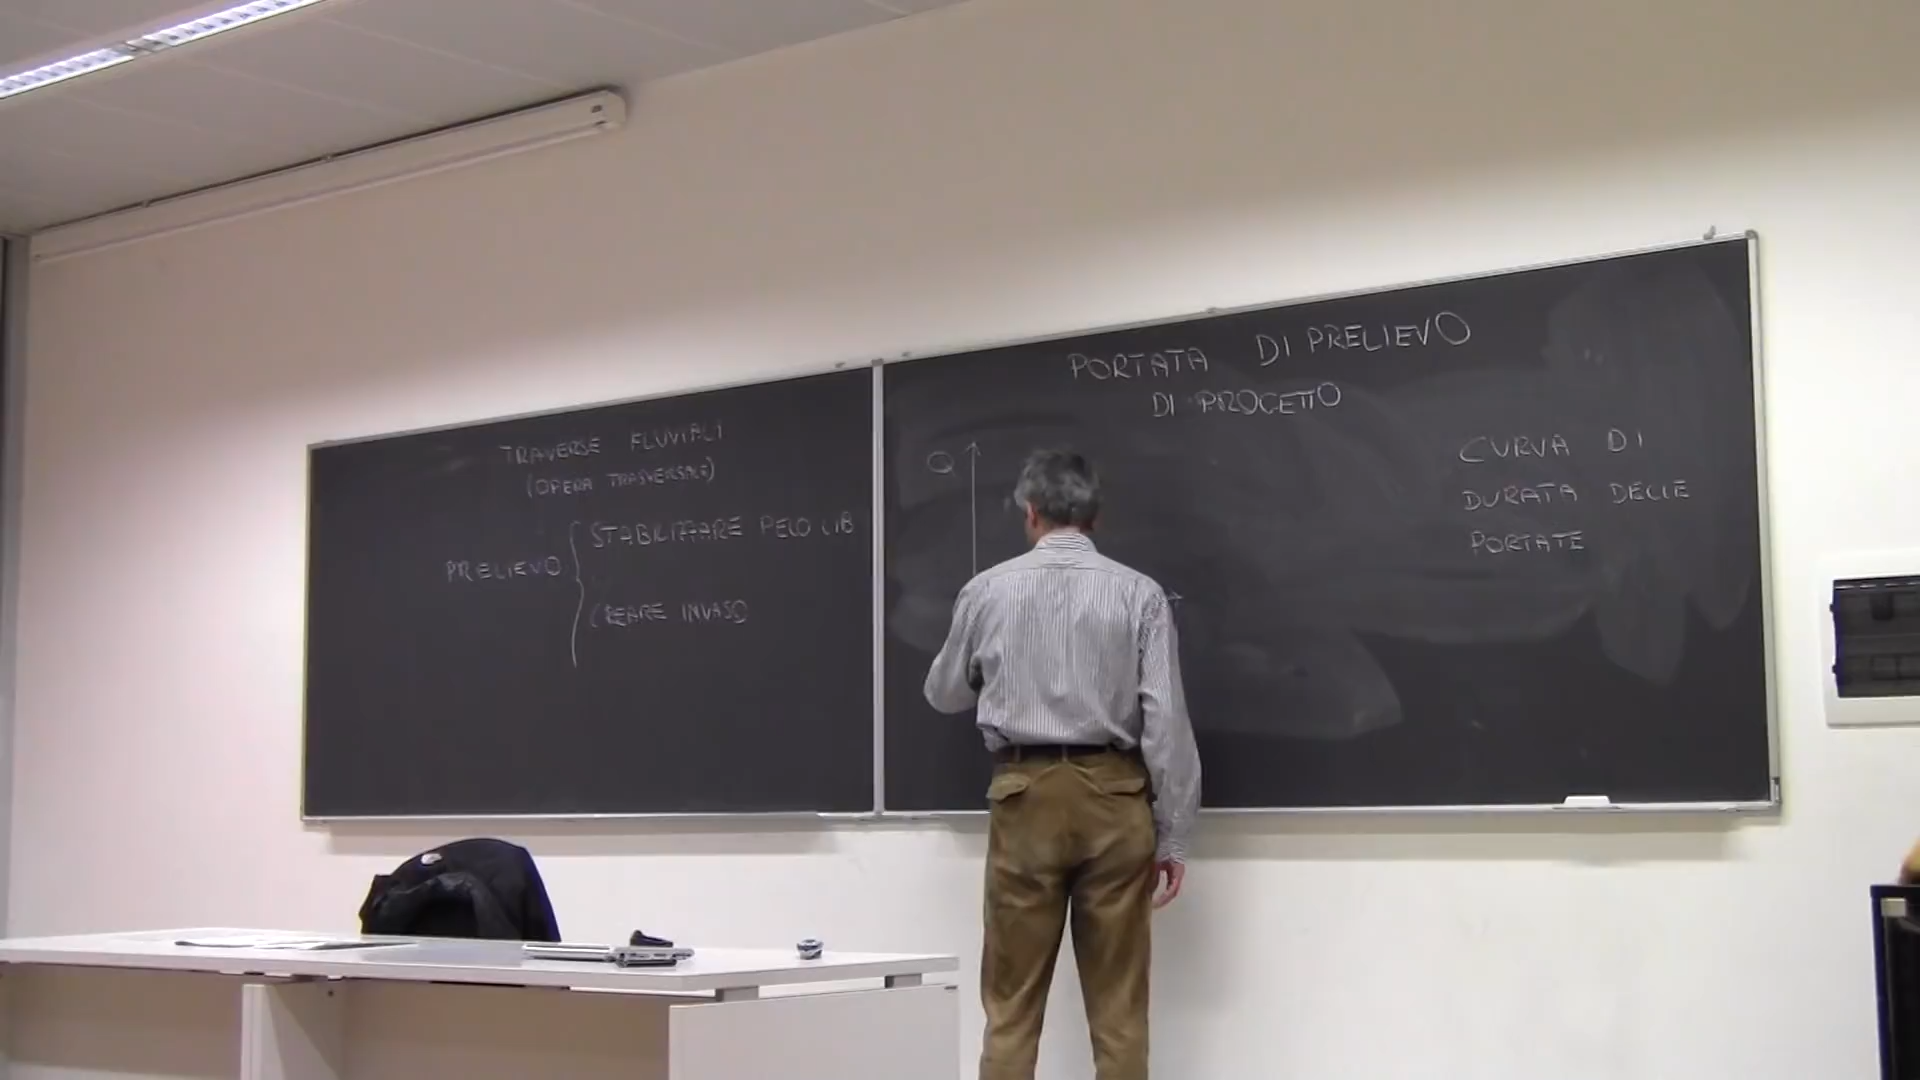 TRAVERSE FLUVIALI
(OPERA TRASVERSALE)
PRELIEVO
STABILIZZARE PELO LIB
CREARE INVASO
PORTATA DI PRELIEVO
DI PROGETTO
Q
CURVA DI
DURATA DELLE
PORTATE